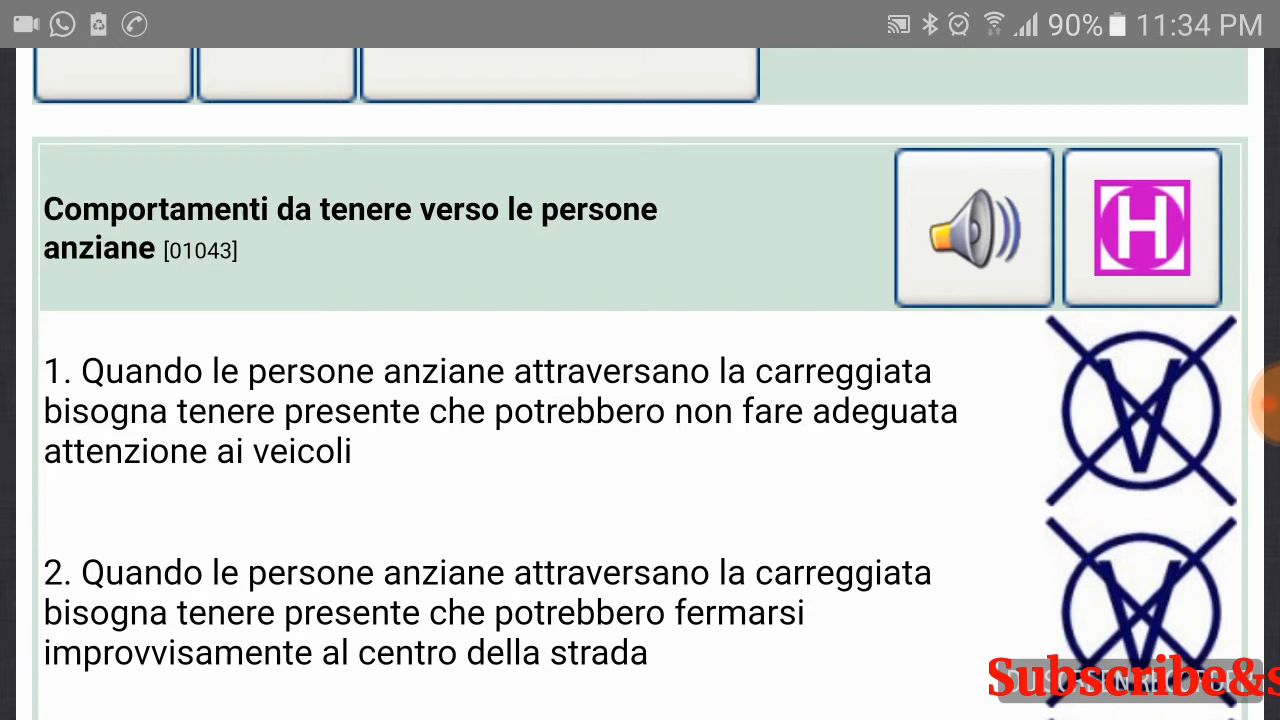 90% 11:34 PM
Comportamenti da tenere verso le persone
anziane [01043]
H
1. Quando le persone anziane attraversano la carreggiata
bisogna tenere presente che potrebbero non fare adeguata
attenzione ai veicoli
V
2. Quando le persone anziane attraversano la carreggiata
bisogna tenere presente che potrebbero fermarsi
improvvisamente al centro della strada
V
Subscribe&s